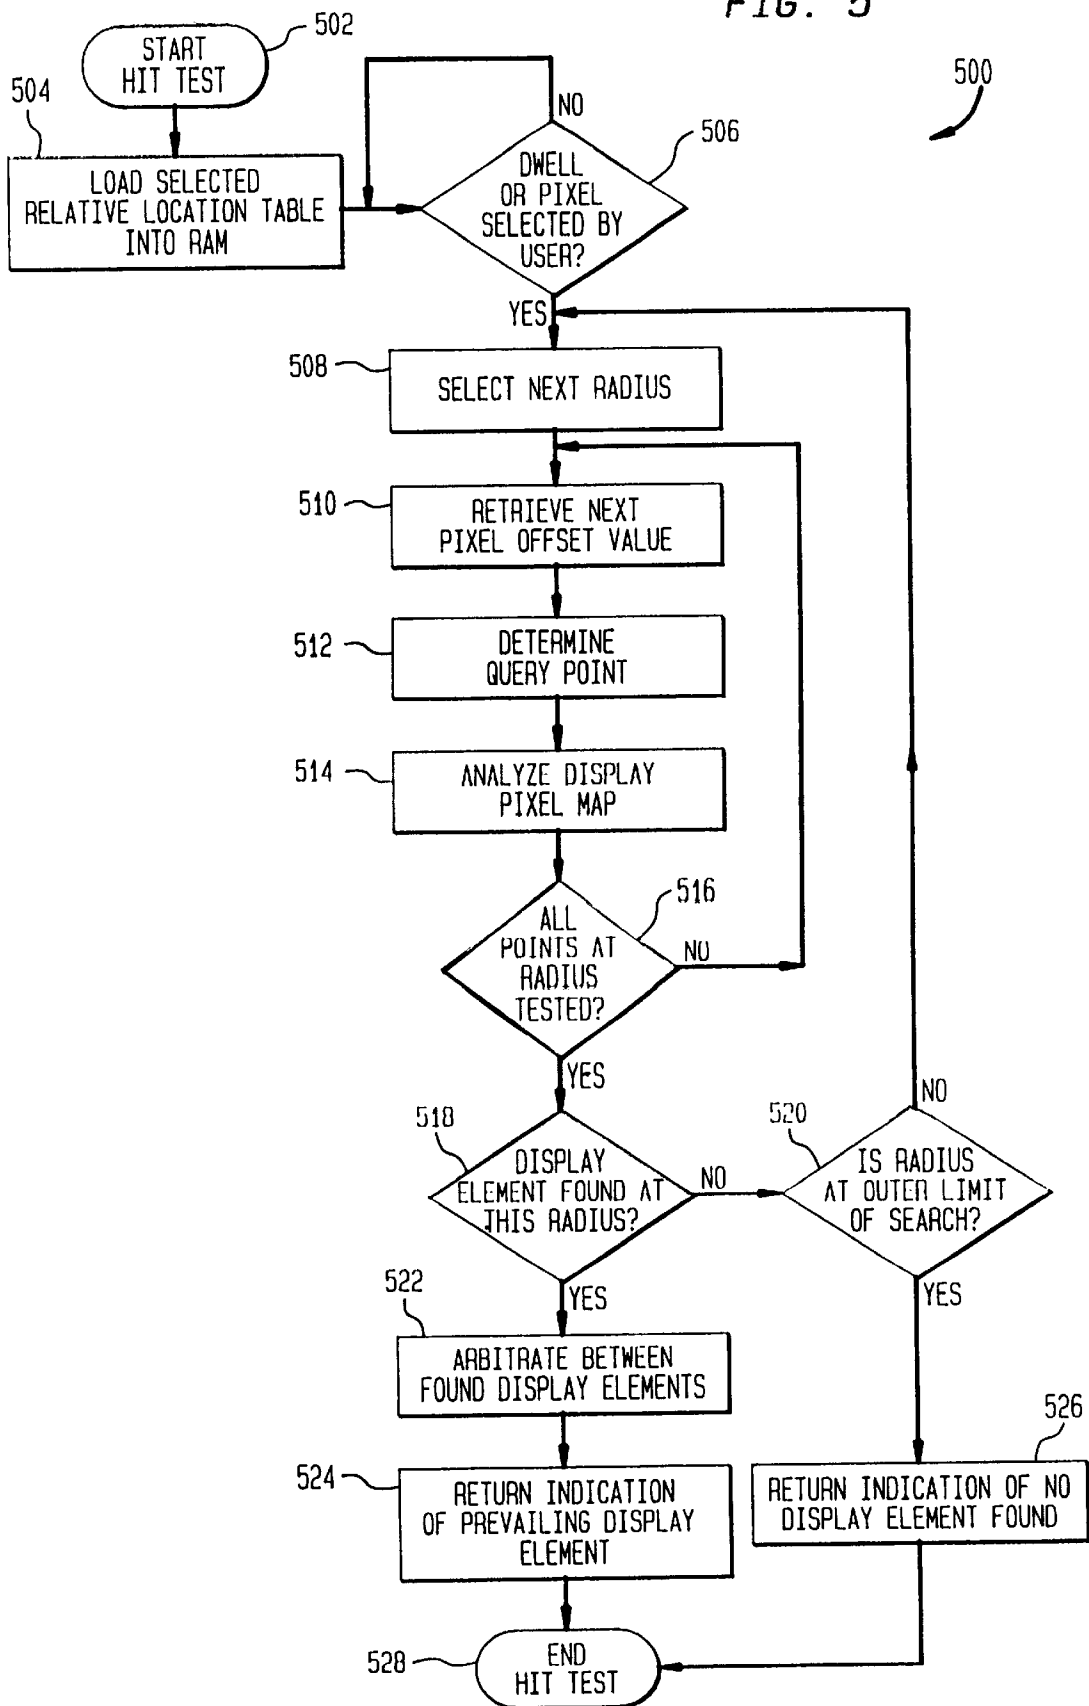 FIG. 5
502
START
HIT TEST
500
504
NO
506
LOAD SELECTED
RELATIVE LOCATION TABLE
INTO RAM
DWELL
OR PIXEL
SELECTED BY
USER?
YES
508
SELECT NEXT RADIUS
510
RETRIEVE NEXT
PIXEL OFFSET VALUE
512
DETERMINE
QUERY POINT
514
ANALYZE DISPLAY
PIXEL MAP
516
ALL
POINTS AT
RADIUS
TESTED?
NO
YES
518
DISPLAY
ELEMENT FOUND AT
THIS RADIUS?
NO
520
NO
IS RADIUS
AT OUTER LIMIT
OF SEARCH?
YES
YES
522
ARBITRATE BETWEEN
FOUND DISPLAY ELEMENTS
524
RETURN INDICATION
OF PREVAILING DISPLAY
ELEMENT
526
RETURN INDICATION OF NO
DISPLAY ELEMENT FOUND
528
END
HIT TEST